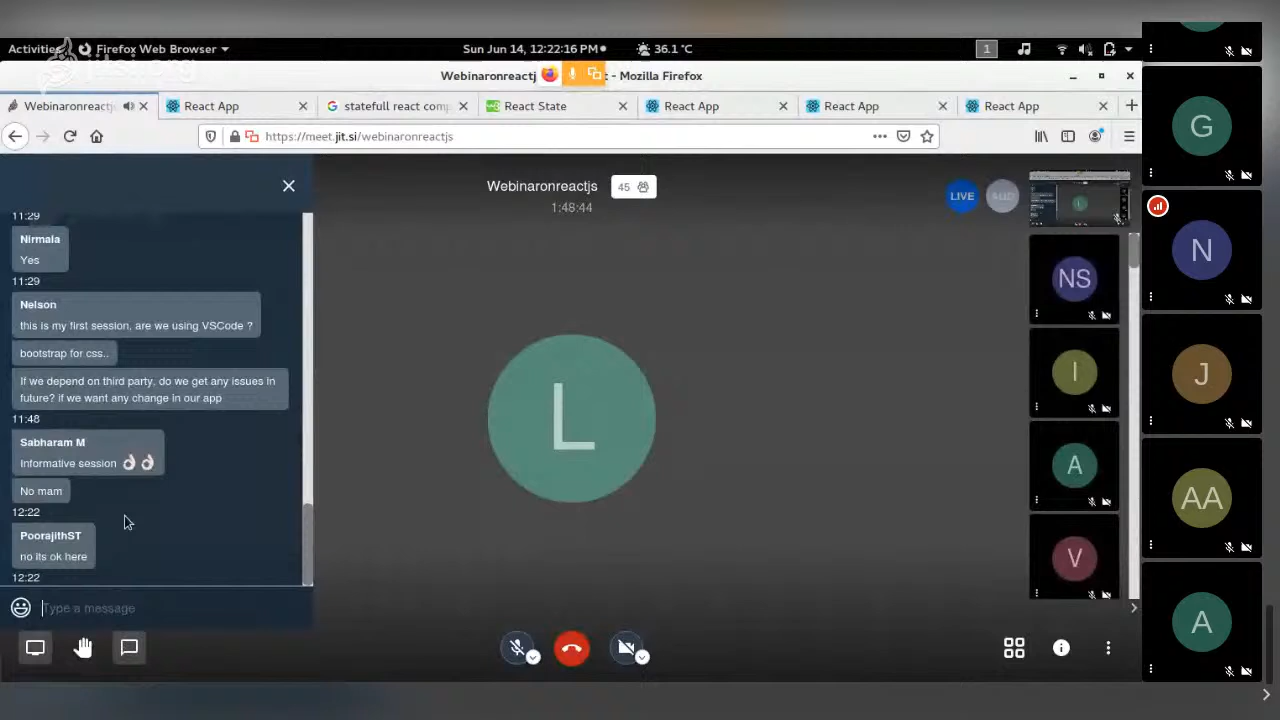 Activities
Firefox Web Browser
Sun Jun 14, 12:22:16 PM
36.1 °C
1
jitsi.org
- Mozilla Firefox
React App
React State
React App
React App
React App
https://meet.jit.si/webinaronreactjs
Webinaronreactjs
45
1:48:44
LIVE
AUD
11:29
Nirmala
Yes
11:29
Nelson
this is my first session, are we using VSCode ?
bootstrap for css..
If we depend on third party, do we get any issues in
future? if we want any change in our app
11:48
Sabharam M
Informative session
No mam
12:22
PoorajithST
no its ok here
12:22
Type a message
L
L
NS
I
A
V
G
N
J
AA
A